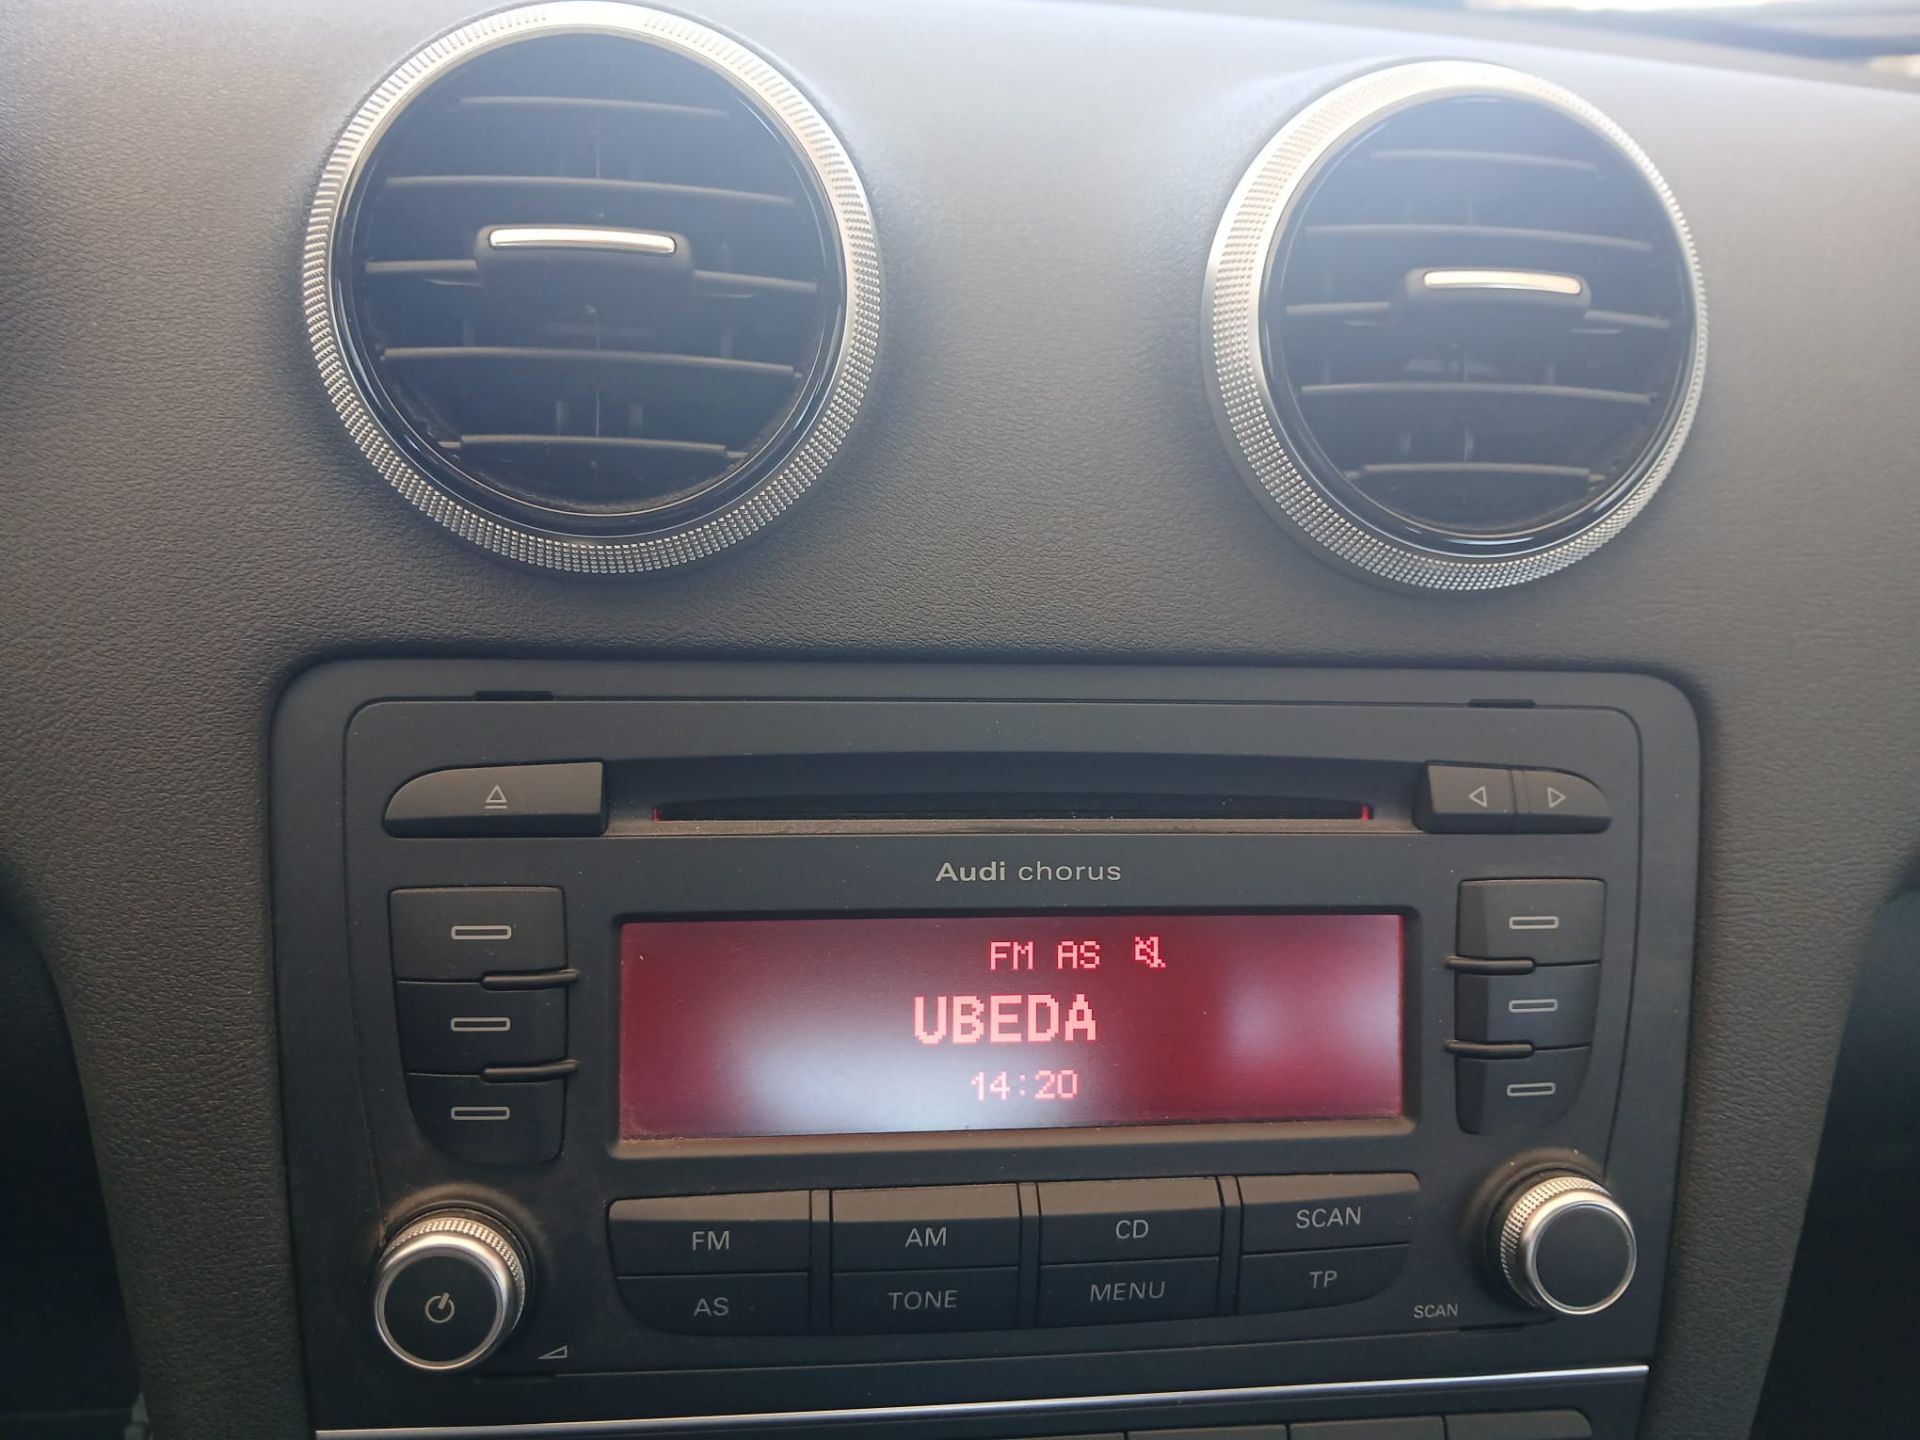 Audi chorus
FM AS
UBEDA
14:20
FM AM CD SCAN
AS TONE MENU TP
SCAN